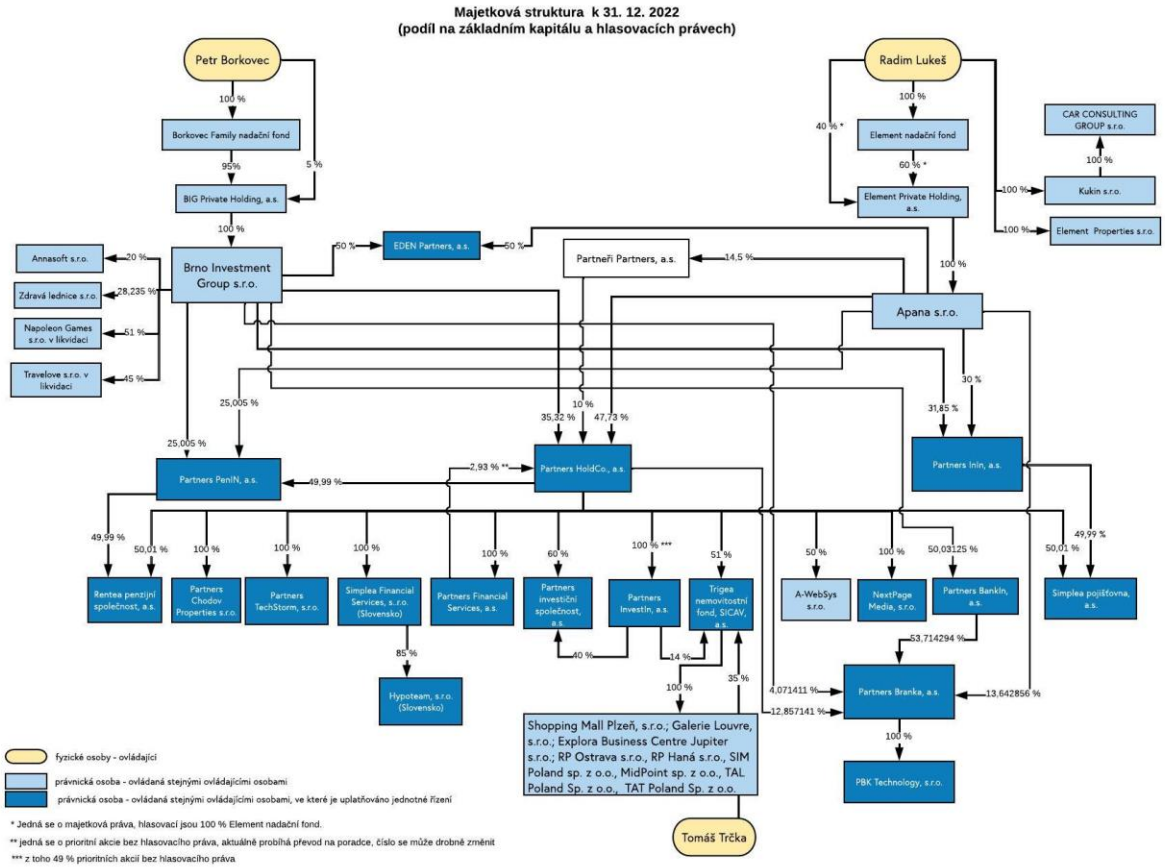 Majetková struktura k 31. 12. 2022
(podíl na základním kapitálu a hlasovacích právech)
Petr Borkovec
Radim Lukeš
100 %
100 %
40 % *
Borkovec Family nadační fond
Element nadační fond
CAR CONSULTING
GROUP s.r.o.
95%
5 %
60 % *
100 %
BIG Private Holding, a.s.
Element Private Holding,
a.s.
100 %
Kukin s.r.o.
100 %
100 %
Element Properties s.r.o.
50 %
EDEN Partners, a.s.
50 %
Annasoft s.r.o.
20 %
Brno Investment
Group s.r.o.
Partneři Partners, a.s.
14,5 %
100 %
Zdravá lednice s.r.o.
28,235 %
Apana s.r.o.
Napoleon Games
s.r.o. v likvidaci
51 %
Travelove s.r.o. v
likvidaci
45 %
30 %
25,005 %
10 %
31,85 %
35,32 %
47,73 %
25,005 %
Partners PenIN, a.s.
49,99 %
2,93 % **
Partners HoldCo., a.s.
Partners InIn, a.s.
49,99 %
50,01 %
100 %
100 %
100 %
100 %
60 %
100 % ***
51 %
50 %
100 %
50,03125 %
50,01 %
49,99 %
Rentea penzijní
společnost, a.s.
Partners
Chodov
Properties s.r.o.
Partners
TechStorm, s.r.o.
Simplea Financial
Services, s.r.o.
(Slovensko)
Partners Financial
Services, a.s.
Partners
investiční
společnost,
a.s.
Partners
InvestIn, a.s.
Trigea
nemovitostní
fond, SICAV,
a.s.
A-WebSys
s.r.o.
NextPage
Media, s.r.o.
Partners BankIn,
a.s.
Simplea pojišťovna,
a.s.
85 %
40 %
14 %
53,714294 %
Hypoteam, s.r.o.
(Slovensko)
100 %
35 %
4,071411 %
12,857141 %
Partners Branka, a.s.
13,642856 %
Shopping Mall Plzeň, s.r.o.; Galerie Louvre,
s.r.o.; Explora Business Centre Jupiter
s.r.o.; RP Ostrava s.r.o., RP Haná s.r.o., SIM
Poland sp. z o.o., MidPoint sp. z o.o., TAL
Poland Sp. z o.o., TAT Poland Sp. z o.o.
100 %
PBK Technology, s.r.o.
Tomáš Trčka
fyzické osoby - ovládající
právnická osoba - ovládaná stejnými ovládajícími osobami
právnická osoba - ovládaná stejnými ovládajícími osobami, ve které je uplatňováno jednotné řízení
* Jedná se o majetková práva, hlasovací jsou 100 % Element nadační fond.
** jedná se o prioritní akcie bez hlasovacího práva, aktuálně probíhá převod na poradce, číslo se může drobně změnit
*** z toho 49 % prioritních akcií bez hlasovacího práva